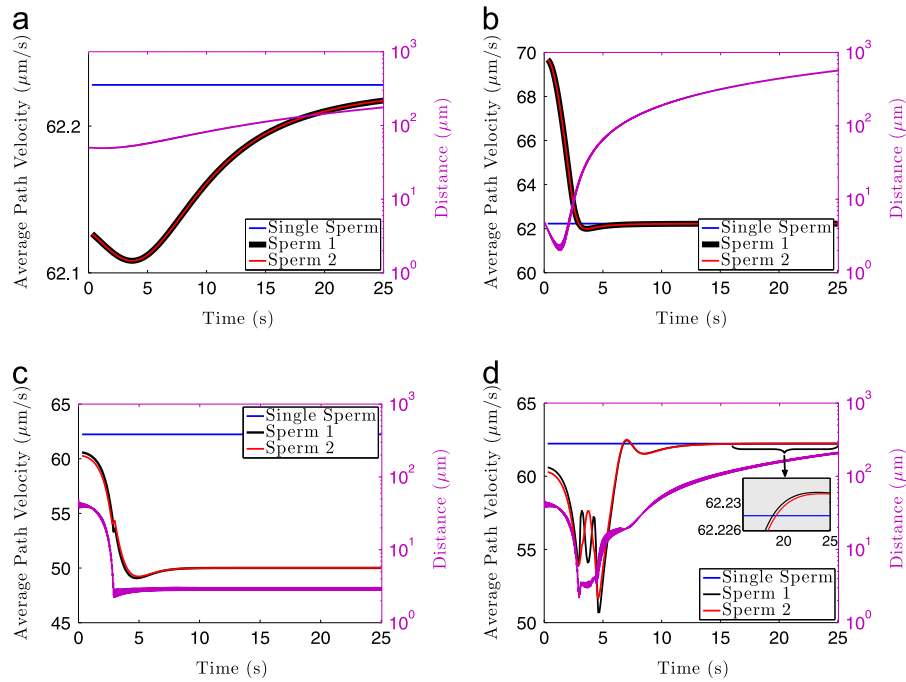 a
Average Path Velocity (μm/s)
62.2
62.1
10³
10²
10¹
10⁰
Distance (μm)
Single Sperm
Sperm 1
Sperm 2
0 5 10 15 20 25
Time (s)
b
Average Path Velocity (μm/s)
70
68
66
64
62
60
10³
10²
10¹
10⁰
Distance (μm)
Single Sperm
Sperm 1
Sperm 2
0 5 10 15 20 25
Time (s)
c
Average Path Velocity (μm/s)
65
60
55
50
45
10³
10²
10¹
10⁰
Distance (μm)
Single Sperm
Sperm 1
Sperm 2
0 5 10 15 20 25
Time (s)
d
Average Path Velocity (μm/s)
65
60
55
50
10³
10²
10¹
10⁰
Distance (μm)
62.23
62.226
20 25
Single Sperm
Sperm 1
Sperm 2
0 5 10 15 20 25
Time (s)